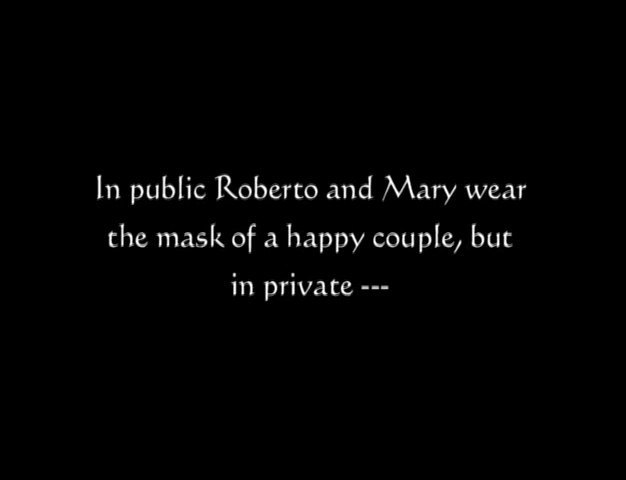 In public Roberto and Mary wear
the mask of a happy couple, but
in private ---